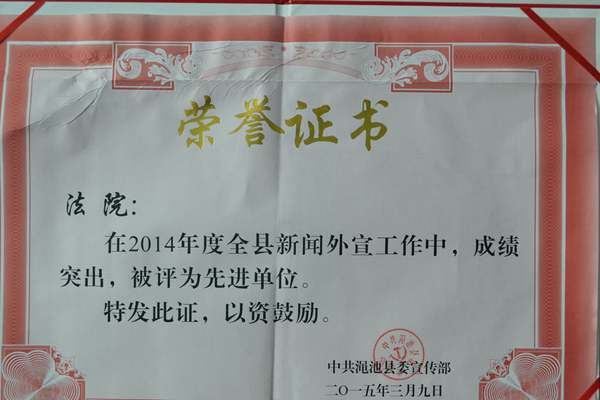 荣誉证书
法院：
在2014年度全县新闻外宣工作中，成绩
突出，被评为先进单位。
特发此证，以资鼓励。
中共渑池县委宣传部
二〇一五年三月九日